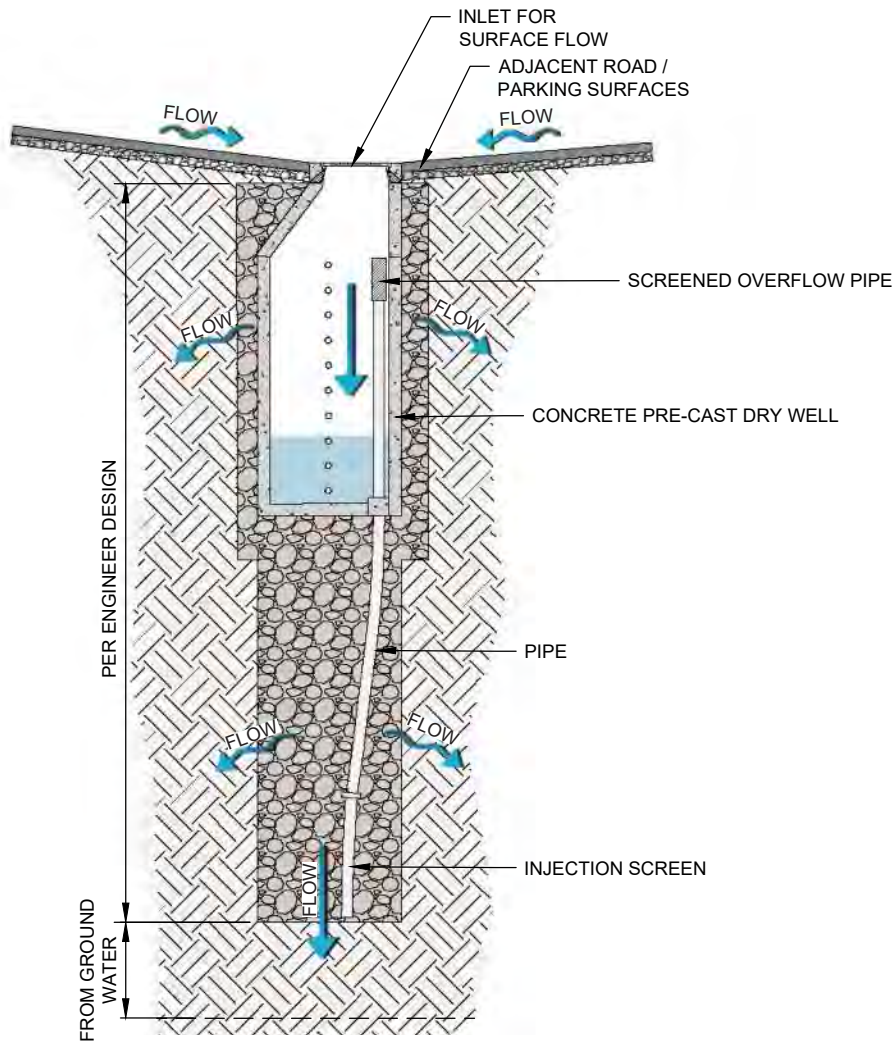 INLET FOR
SURFACE FLOW
ADJACENT ROAD /
PARKING SURFACES
FLOW
FLOW
SCREENED OVERFLOW PIPE
FLOW
FLOW
CONCRETE PRE-CAST DRY WELL
PER ENGINEER DESIGN
PIPE
FLOW
FLOW
INJECTION SCREEN
FLOW
FROM GROUND
WATER